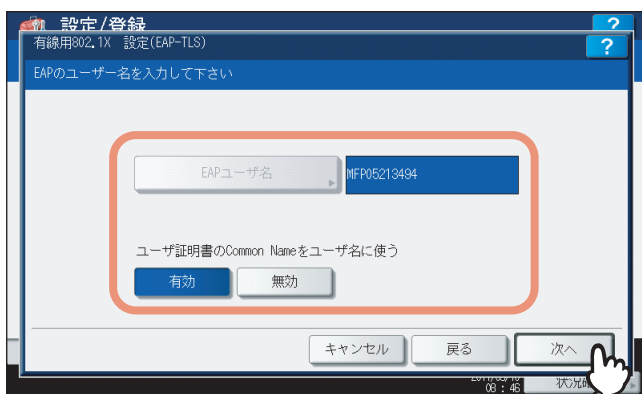 設定/登録
?
有線用802.1X 設定(EAP-TLS)
?
EAPのユーザー名を入力して下さい
EAPユーザ名
MFP05213494
ユーザ証明書のCommon Nameをユーザ名に使う
有効
無効
キャンセル
戻る
次へ
08 : 46